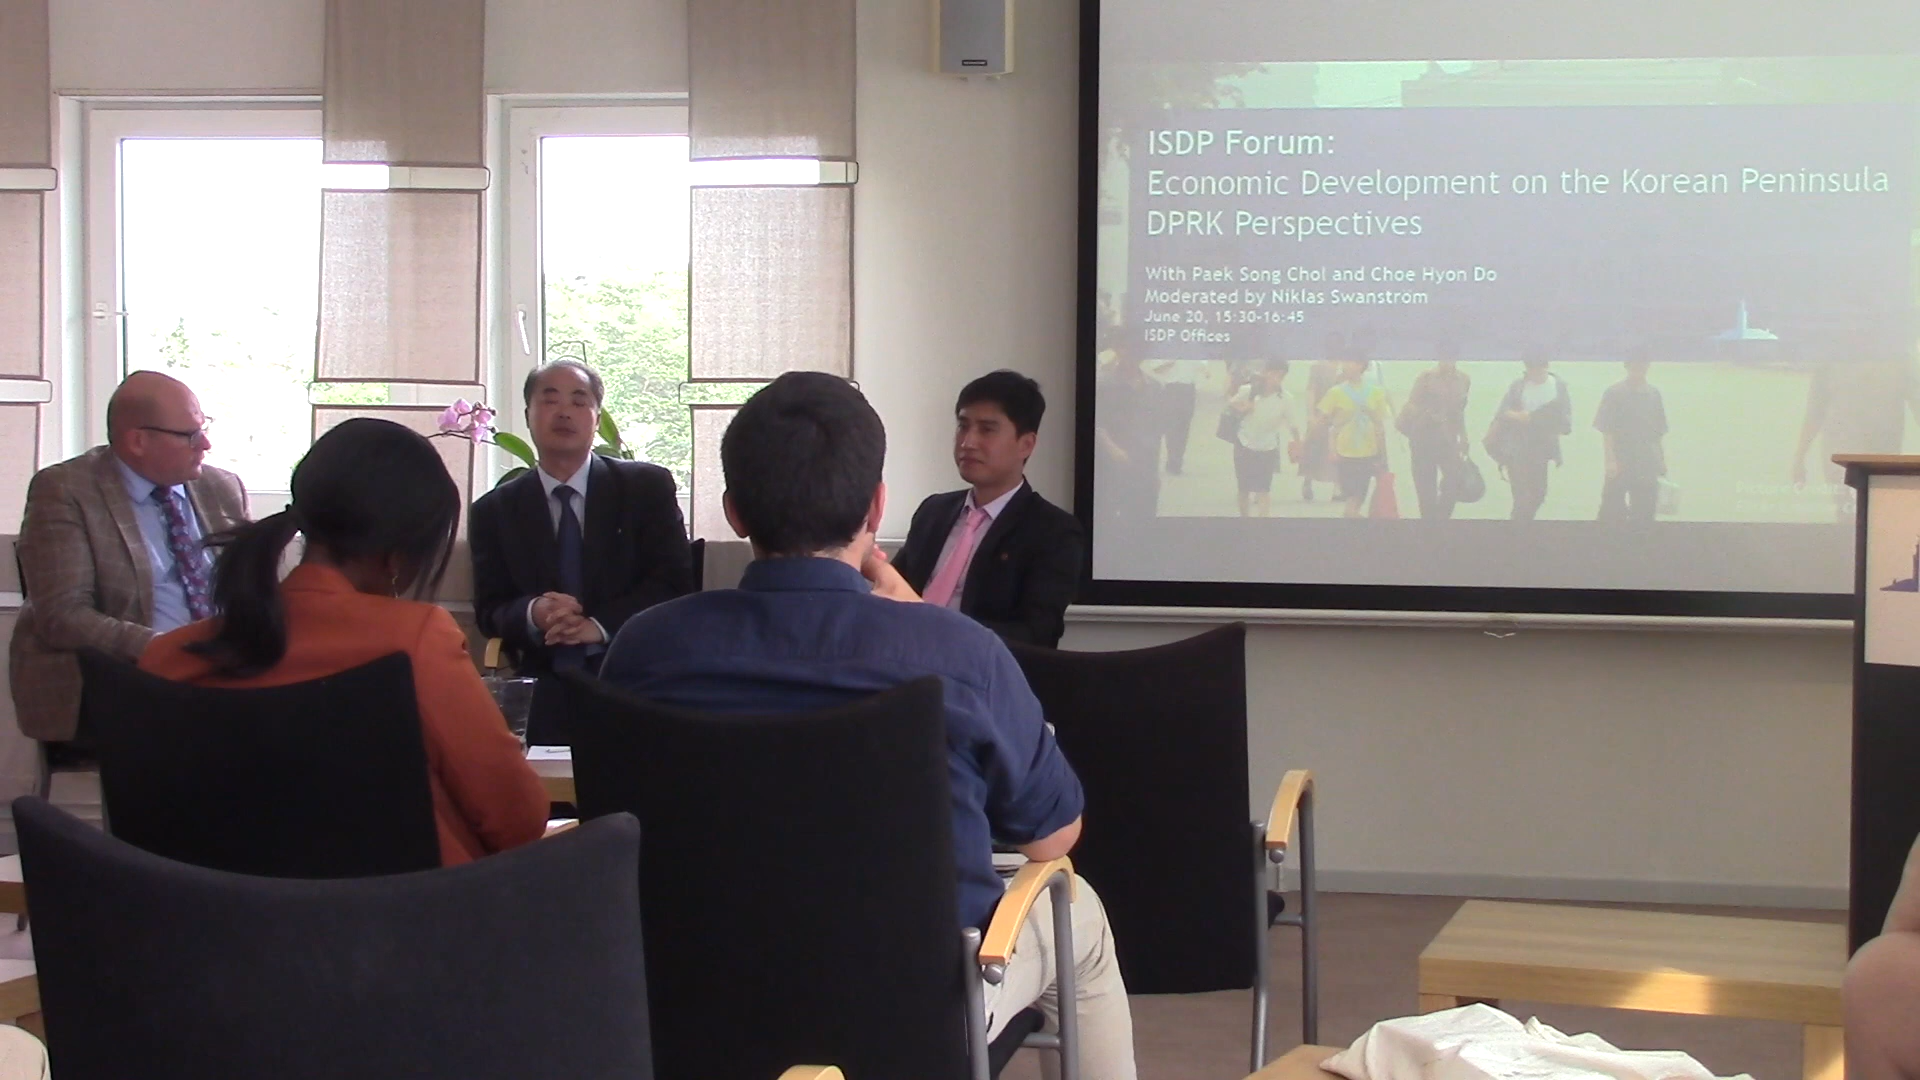 ISDP Forum:
Economic Development on the Korean Peninsula
DPRK Perspectives
With Paek Song Chol and Choe Hyon Do
Moderated by Niklas Swanström
June 20, 15:30-16:45
ISDP Offices